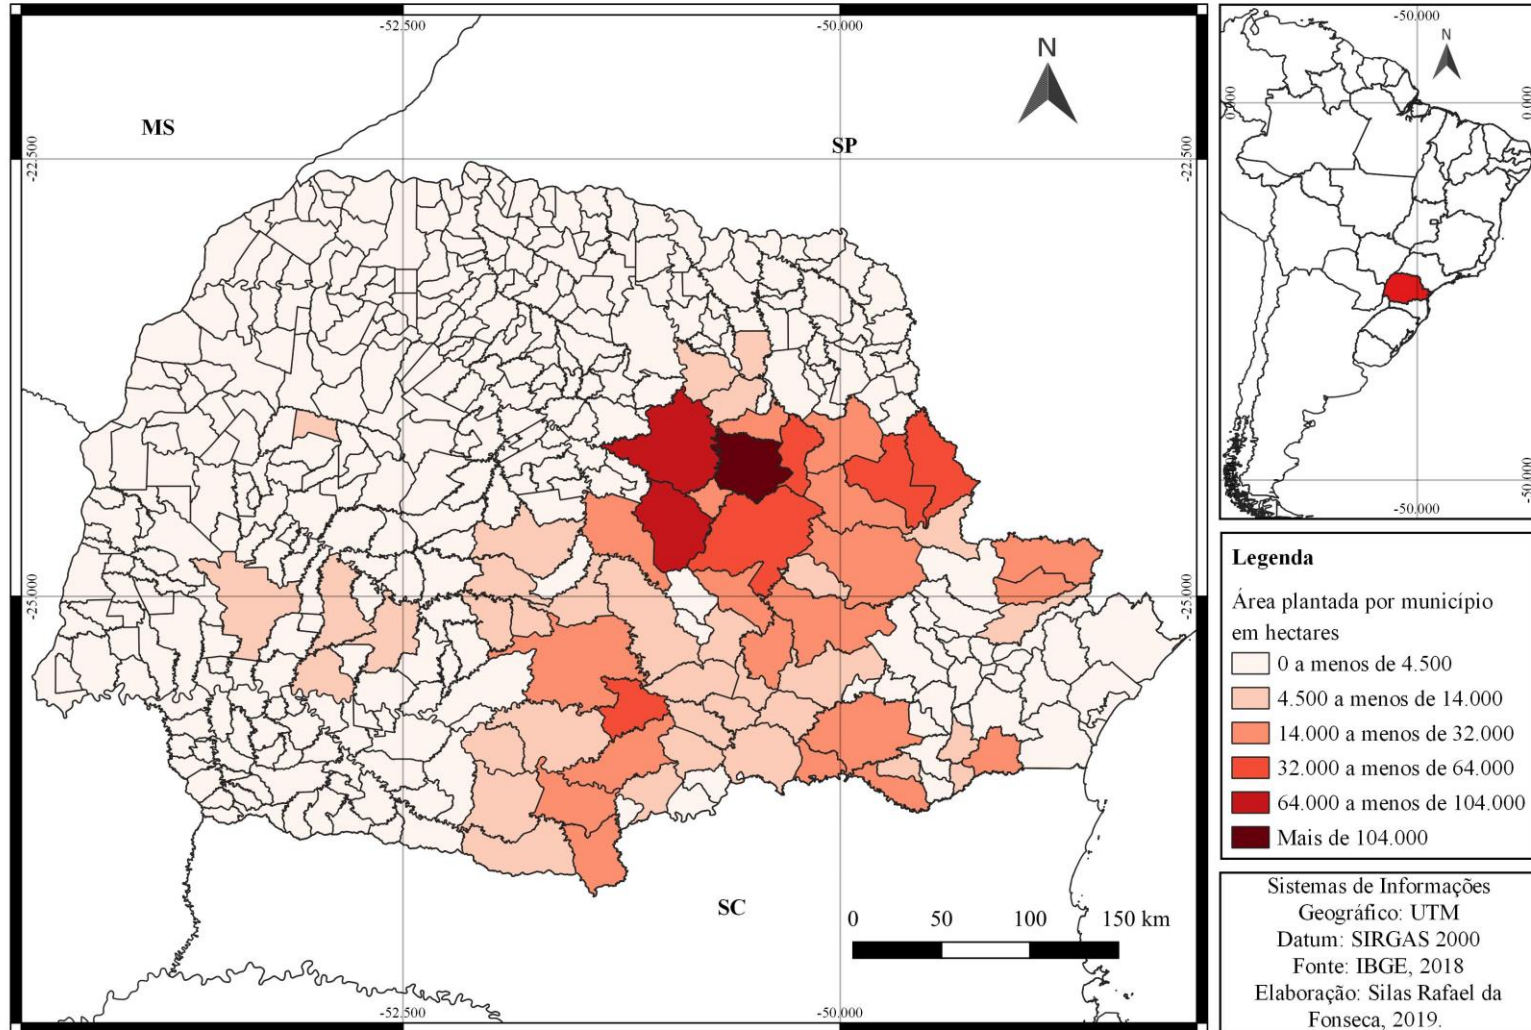 -52.500
-50.000
N
MS
SP
-22.500
-22.500
-25.000
-25.000
SC
0
50
100
150 km
-52.500
-50.000
-50.000
N
0.000
0.000
-50.000
-50.000
-50.000
Legenda
Área plantada por município
em hectares
0 a menos de 4.500
4.500 a menos de 14.000
14.000 a menos de 32.000
32.000 a menos de 64.000
64.000 a menos de 104.000
Mais de 104.000
Sistemas de Informações
Geográfico: UTM
Datum: SIRGAS 2000
Fonte: IBGE, 2018
Elaboração: Silas Rafael da
Fonseca, 2019.